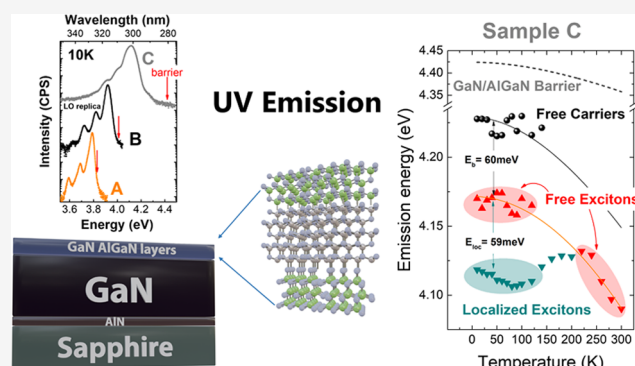 Wavelength (nm)
340 320 300 280
10K
C
barrier
LO replica
B
A
Intensity (CPS)
3.6 3.8 4.0 4.2 4.4
Energy (eV)
UV Emission
GaN AlGaN layers
GaN
AlN
Sapphire
Sample C
4.45
GaN/AlGaN Barrier
4.35
Free Carriers
4.20
Eb= 60meV
Free Excitons
4.15
Eloc= 59meV
4.10
Localized Excitons
Emission energy (eV)
0 50 100 150 200 250 300
Temperature (K)